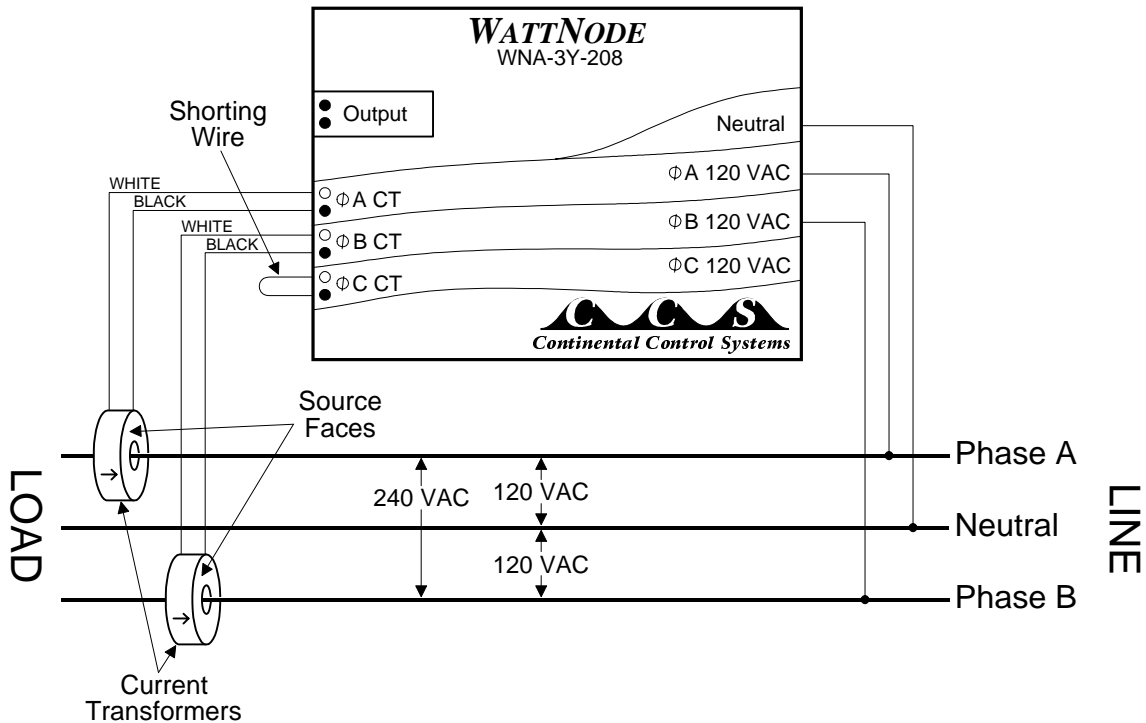 WATTNODE
WNA-3Y-208
Output
Neutral
Shorting
Wire
WHITE
BLACK
WHITE
BLACK
ΦA CT
ΦB CT
ΦC CT
ΦA 120 VAC
ΦB 120 VAC
ΦC 120 VAC
C C S
Continental Control Systems
Source
Faces
LOAD
240 VAC
120 VAC
120 VAC
Phase A
Neutral
Phase B
LINE
Current
Transformers